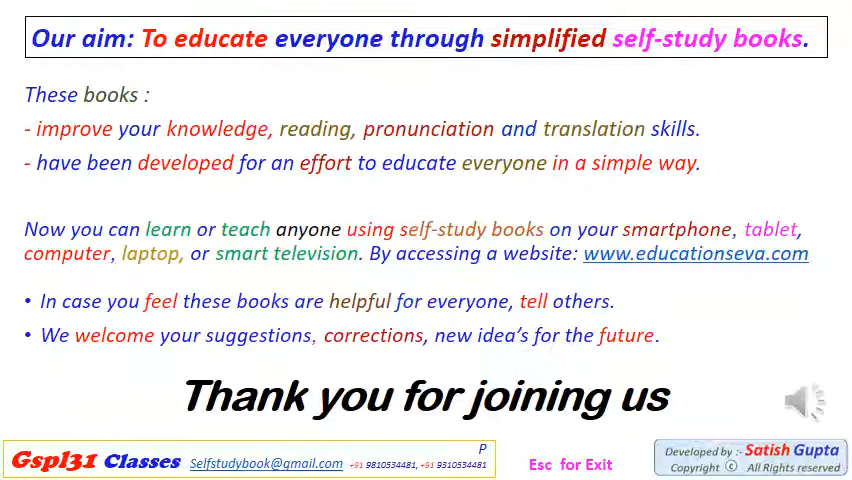 Our aim: To educate everyone through simplified self-study books.
These books :
- improve your knowledge, reading, pronunciation and translation skills.
- have been developed for an effort to educate everyone in a simple way.
Now you can learn or teach anyone using self-study books on your smartphone, tablet,
computer, laptop, or smart television. By accessing a website: www.educationseva.com
• In case you feel these books are helpful for everyone, tell others.
• We welcome your suggestions, corrections, new idea's for the future.
Thank you for joining us
P
Gspl31 Classes Selfstudybook@gmail.com +91 9810534481, +91 9310534481
Esc for Exit
Developed by :- Satish Gupta
Copyright © All Rights reserved